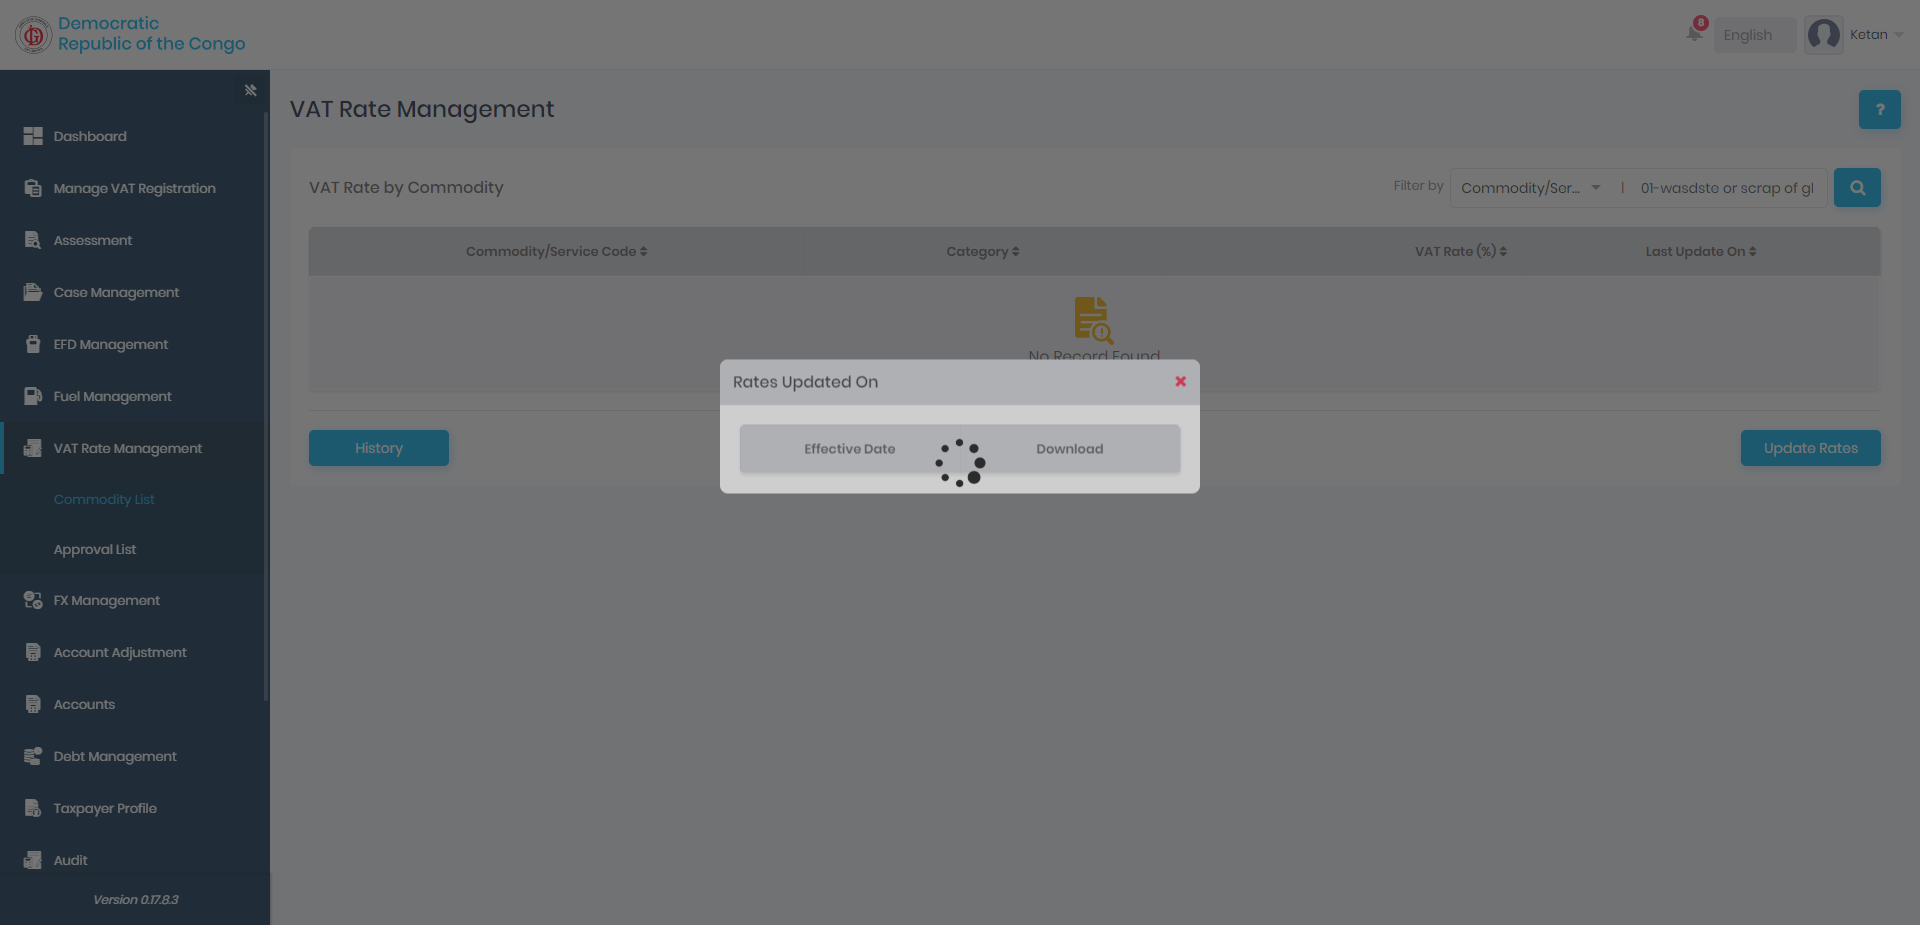 Democratic
Republic of the Congo
8
English
Ketan
VAT Rate Management
?
Dashboard
Manage VAT Registration
Assessment
Case Management
EFD Management
Fuel Management
VAT Rate Management
Commodity List
Approval List
FX Management
Account Adjustment
Accounts
Debt Management
Taxpayer Profile
Audit
Version 0.17.8.3
VAT Rate by Commodity
Filter by
Commodity/Ser...
01-wasdste or scrap of gl
Commodity/Service Code
Category
VAT Rate (%)
Last Update On
No Record Found
History
Update Rates
Rates Updated On
Effective Date
Download